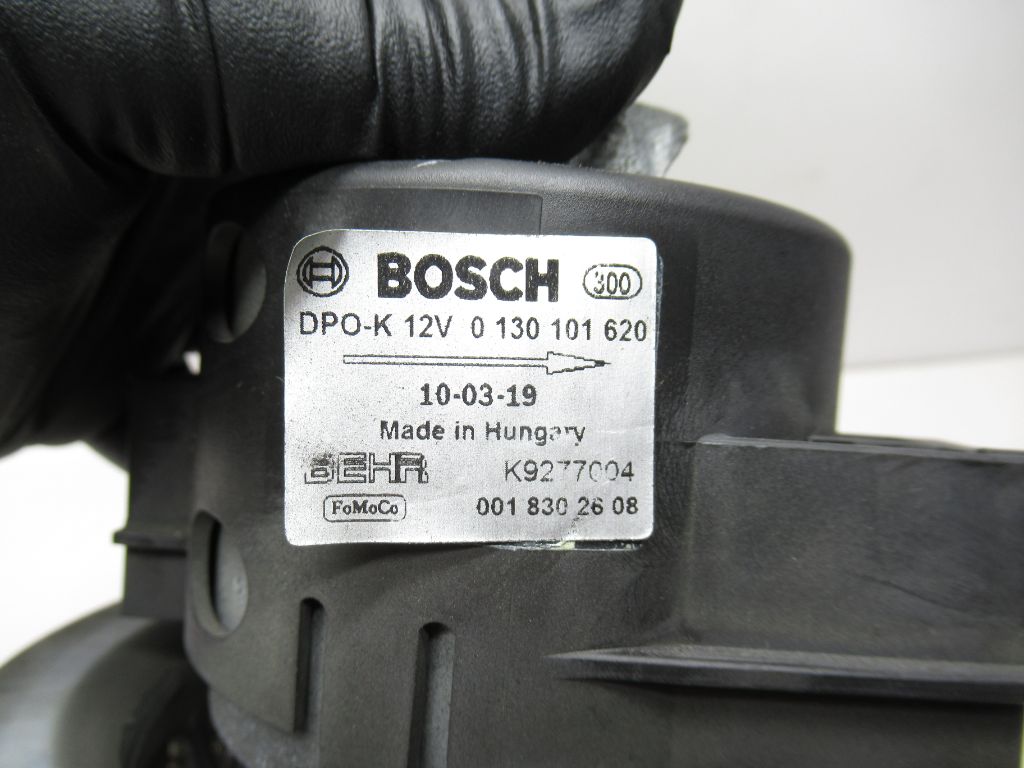 BOSCH 300
DPO-K 12V 0 130 101 620
10-03-19
Made in Hungary
BEHR K9277004
FoMoCo 001 830 26 08